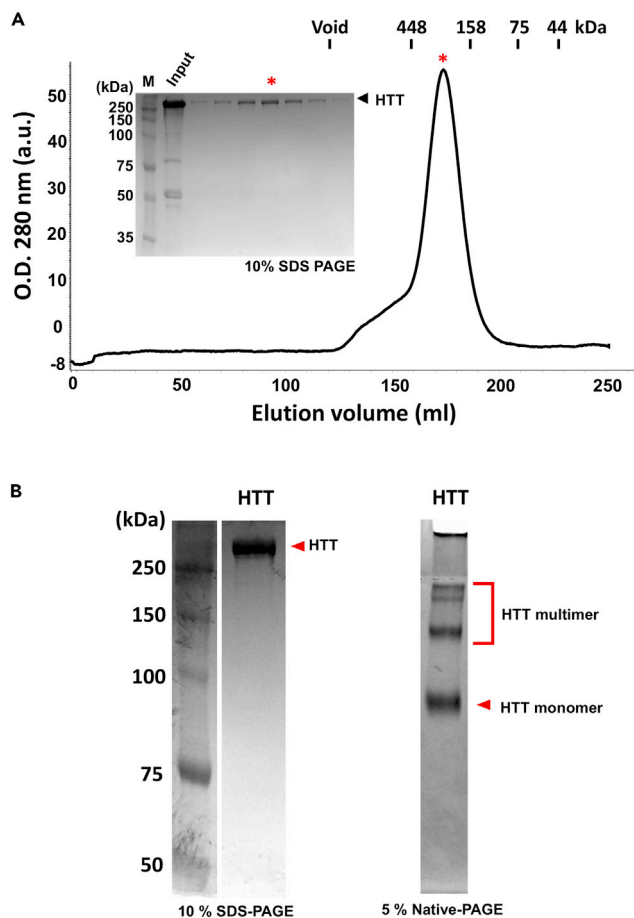 A
Void 448 158 75 44 kDa
*
(kDa) M Input * HTT
250
150
100
75
50
35
10% SDS PAGE
O.D. 280 nm (a.u.)
50
40
30
20
10
0
-8
0 50 100 150 200 250
Elution volume (ml)
B
(kDa) HTT HTT
HTT
250
150
100
75
50
HTT multimer
HTT monomer
10 % SDS-PAGE 5 % Native-PAGE